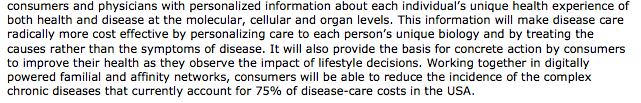 consumers and physicians with personalized information about each individual's unique health experience of
both health and disease at the molecular, cellular and organ levels. This information will make disease care
radically more cost effective by personalizing care to each person's unique biology and by treating the
causes rather than the symptoms of disease. It will also provide the basis for concrete action by consumers
to improve their health as they observe the impact of lifestyle decisions. Working together in digitally
powered familial and affinity networks, consumers will be able to reduce the incidence of the complex
chronic diseases that currently account for 75% of disease-care costs in the USA.